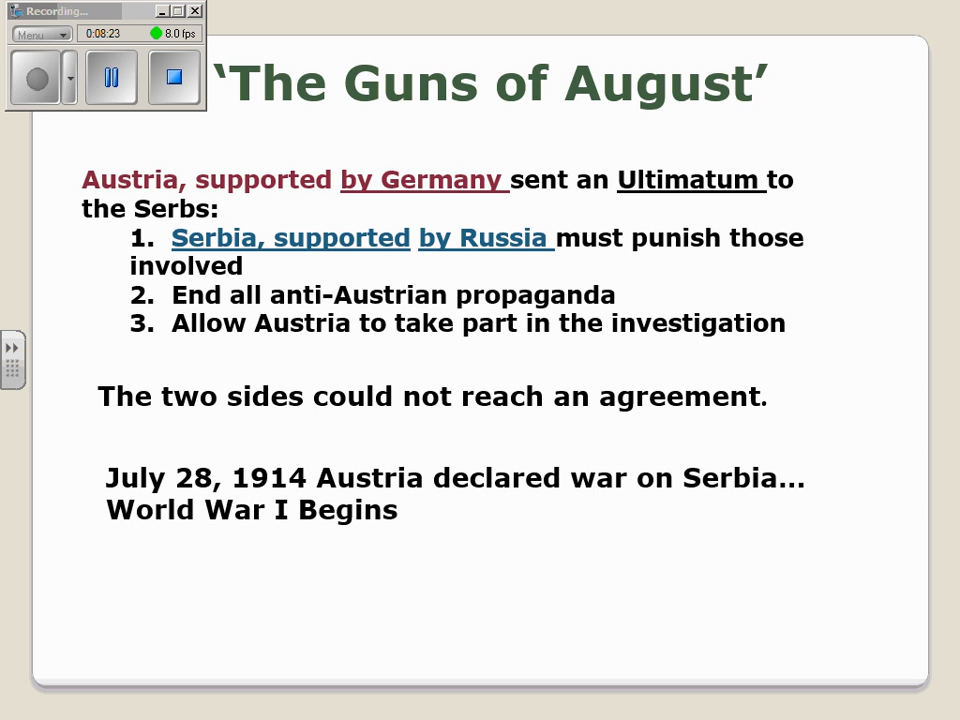 Recording...
Menu
0:08:23
8.0 fps
‘The Guns of August’
Austria, supported by Germany sent an Ultimatum to
the Serbs:
1. Serbia, supported by Russia must punish those
involved
2. End all anti-Austrian propaganda
3. Allow Austria to take part in the investigation
The two sides could not reach an agreement.
July 28, 1914 Austria declared war on Serbia…
World War I Begins